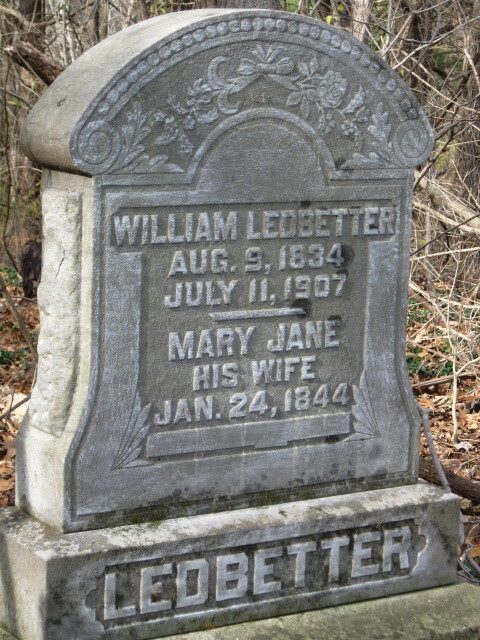 WILLIAM LEDBETTER
AUG. 9, 1834
JULY 11, 1907
MARY JANE
HIS WIFE
JAN. 24, 1844
LEDBETTER